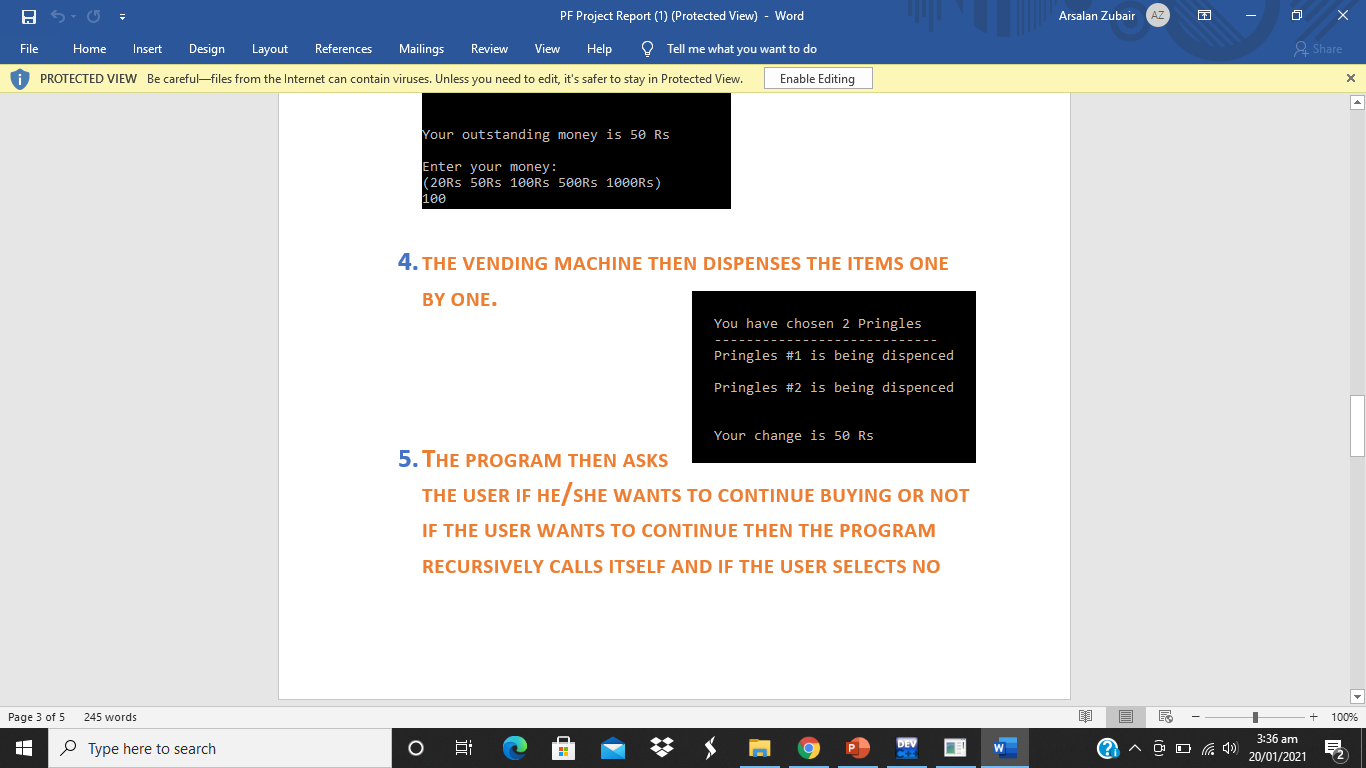 PF Project Report (1) (Protected View) - Word
Arsalan Zubair
AZ
File Home Insert Design Layout References Mailings Review View Help Tell me what you want to do
Share
PROTECTED VIEW Be careful—files from the Internet can contain viruses. Unless you need to edit, it's safer to stay in Protected View.
Enable Editing
Your outstanding money is 50 Rs
Enter your money:
(20Rs 50Rs 100Rs 500Rs 1000Rs)
100
4. THE VENDING MACHINE THEN DISPENSES THE ITEMS ONE
BY ONE.
You have chosen 2 Pringles
----------------------------
Pringles #1 is being dispenced
Pringles #2 is being dispenced
Your change is 50 Rs
5. THE PROGRAM THEN ASKS
THE USER IF HE/SHE WANTS TO CONTINUE BUYING OR NOT
IF THE USER WANTS TO CONTINUE THEN THE PROGRAM
RECURSIVELY CALLS ITSELF AND IF THE USER SELECTS NO
Page 3 of 5 245 words
100%
Type here to search
DEV
C++
3:36 am
20/01/2021
2